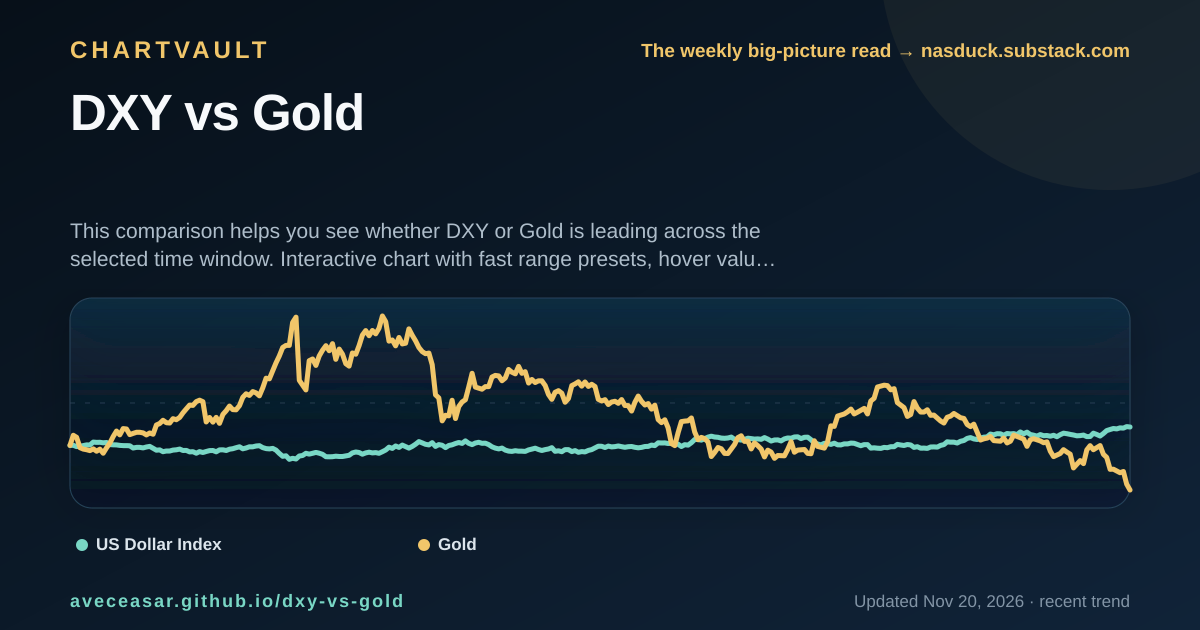 CHARTVAULT
The weekly big-picture read → nasduck.substack.com
DXY vs Gold
This comparison helps you see whether DXY or Gold is leading across the
selected time window. Interactive chart with fast range presets, hover valu…
US Dollar Index
Gold
aveceasar.github.io/dxy-vs-gold
Updated Nov 20, 2026 · recent trend